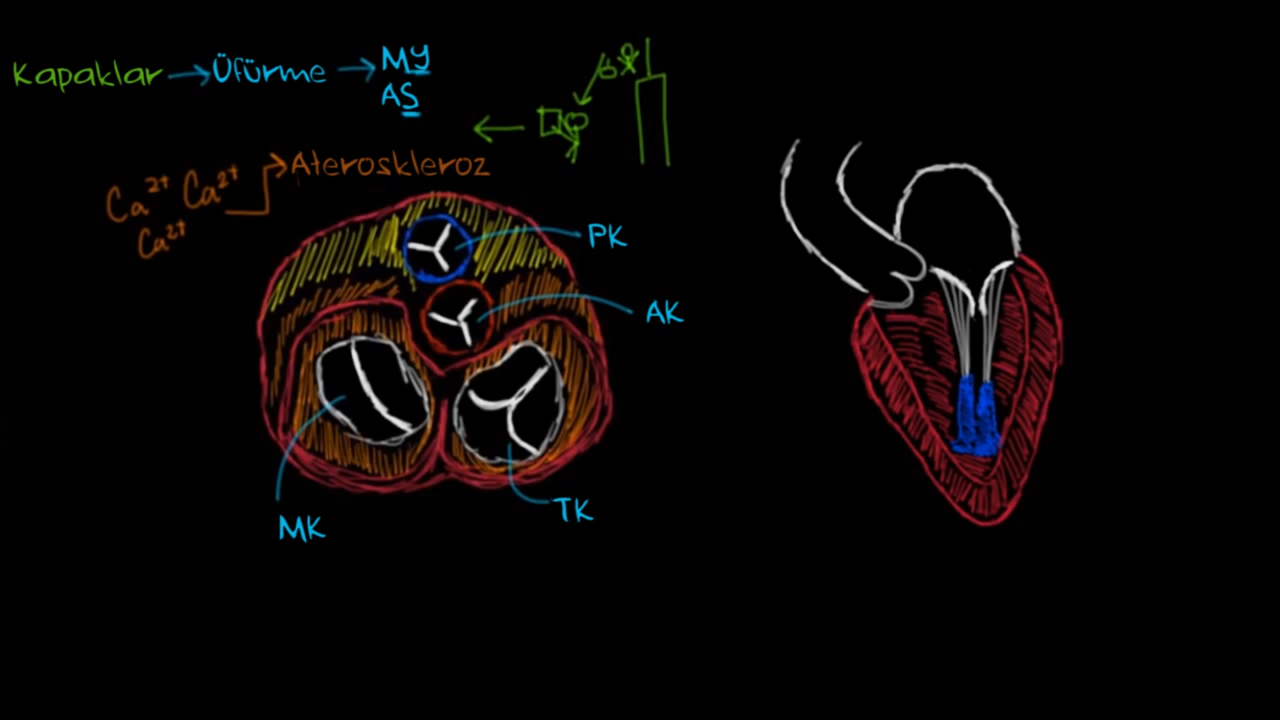 Kapaklar → Üfürme → MY
AS
Ateroskleroz
Ca²⁺ Ca²⁺
Ca²⁺
PK
AK
TK
MK